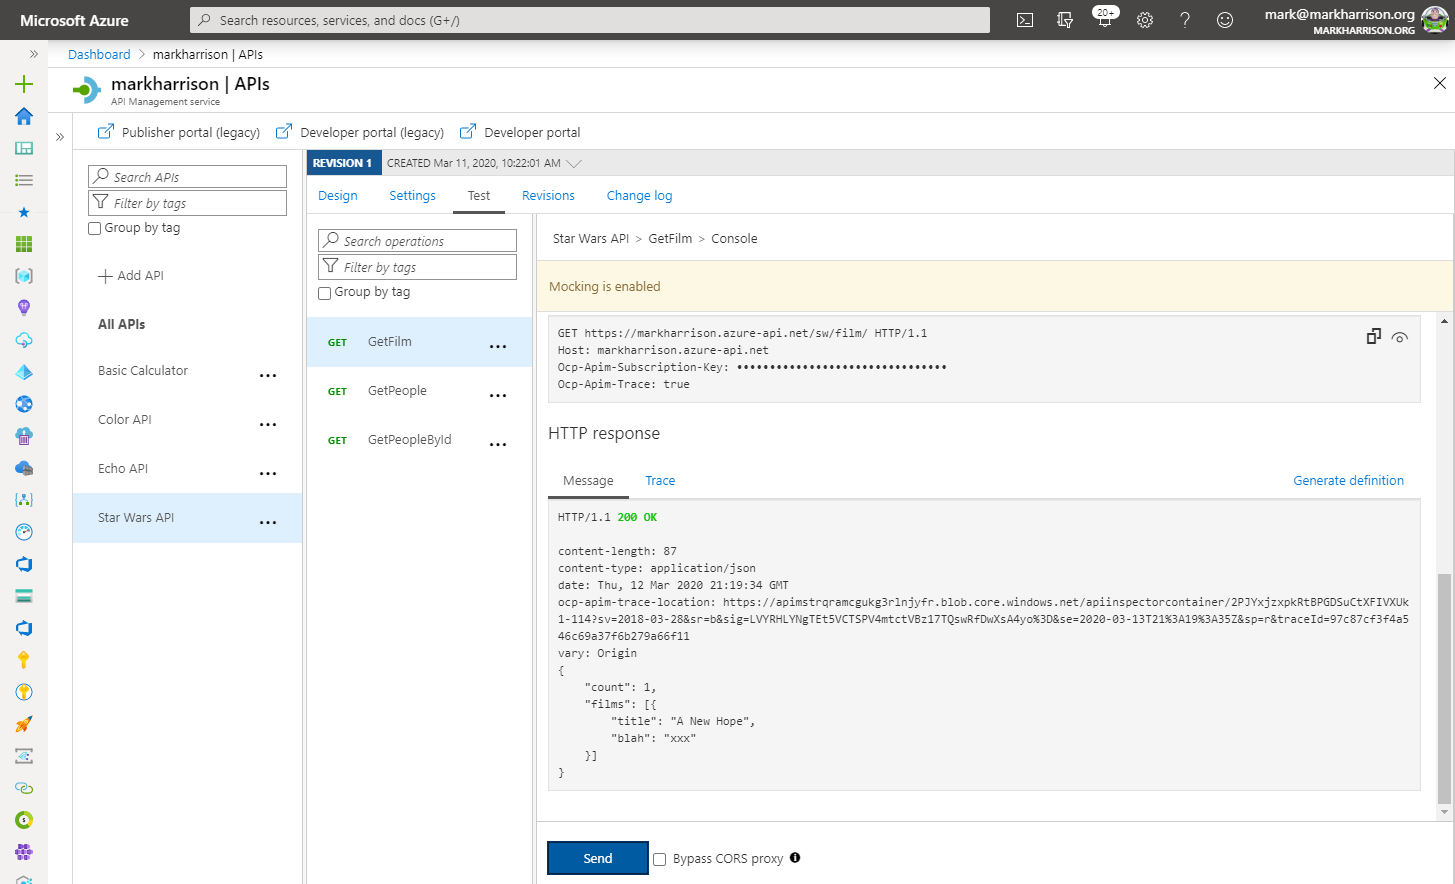 Microsoft Azure
Search resources, services, and docs (G+/)
20+
mark@markharrison.org
MARKHARRISON.ORG
Dashboard > markharrison | APIs
markharrison | APIs
API Management service
Publisher portal (legacy)
Developer portal (legacy)
Developer portal
Search APIs
Filter by tags
Group by tag
Add API
All APIs
Basic Calculator
Color API
Echo API
Star Wars API
REVISION 1
CREATED Mar 11, 2020, 10:22:01 AM
Design
Settings
Test
Revisions
Change log
Search operations
Filter by tags
Group by tag
GET GetFilm
GET GetPeople
GET GetPeopleById
Star Wars API > GetFilm > Console
Mocking is enabled
GET https://markharrison.azure-api.net/sw/film/ HTTP/1.1
Host: markharrison.azure-api.net
Ocp-Apim-Subscription-Key: ••••••••••••••••••••••••••••••••
Ocp-Apim-Trace: true
HTTP response
Message
Trace
Generate definition
HTTP/1.1 200 OK
content-length: 87
content-type: application/json
date: Thu, 12 Mar 2020 21:19:34 GMT
ocp-apim-trace-location: https://apimstrqramcgukg3rlnjyfr.blob.core.windows.net/apiinspectorcontainer/2PJYxjzxpkRtBPGDSuCtXFIVXUk
1-114?sv=2018-03-28&sr=b&sig=LVYRHLYNgTEt5VCTSPV4mtctVBz17TQswRfDwXsA4yo%3D&se=2020-03-13T21%3A19%3A35Z&sp=r&traceId=97c87cf3f4a5
46c69a37f6b279a66f11
vary: Origin
{
"count": 1,
"films": [{
"title": "A New Hope",
"blah": "xxx"
}]
}
Send
Bypass CORS proxy